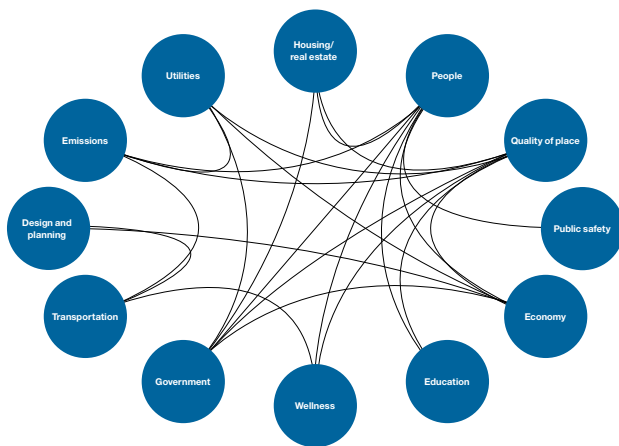 Housing/
real estate
People
Utilities
Quality of place
Emissions
Public safety
Design and
planning
Economy
Transportation
Education
Government
Wellness